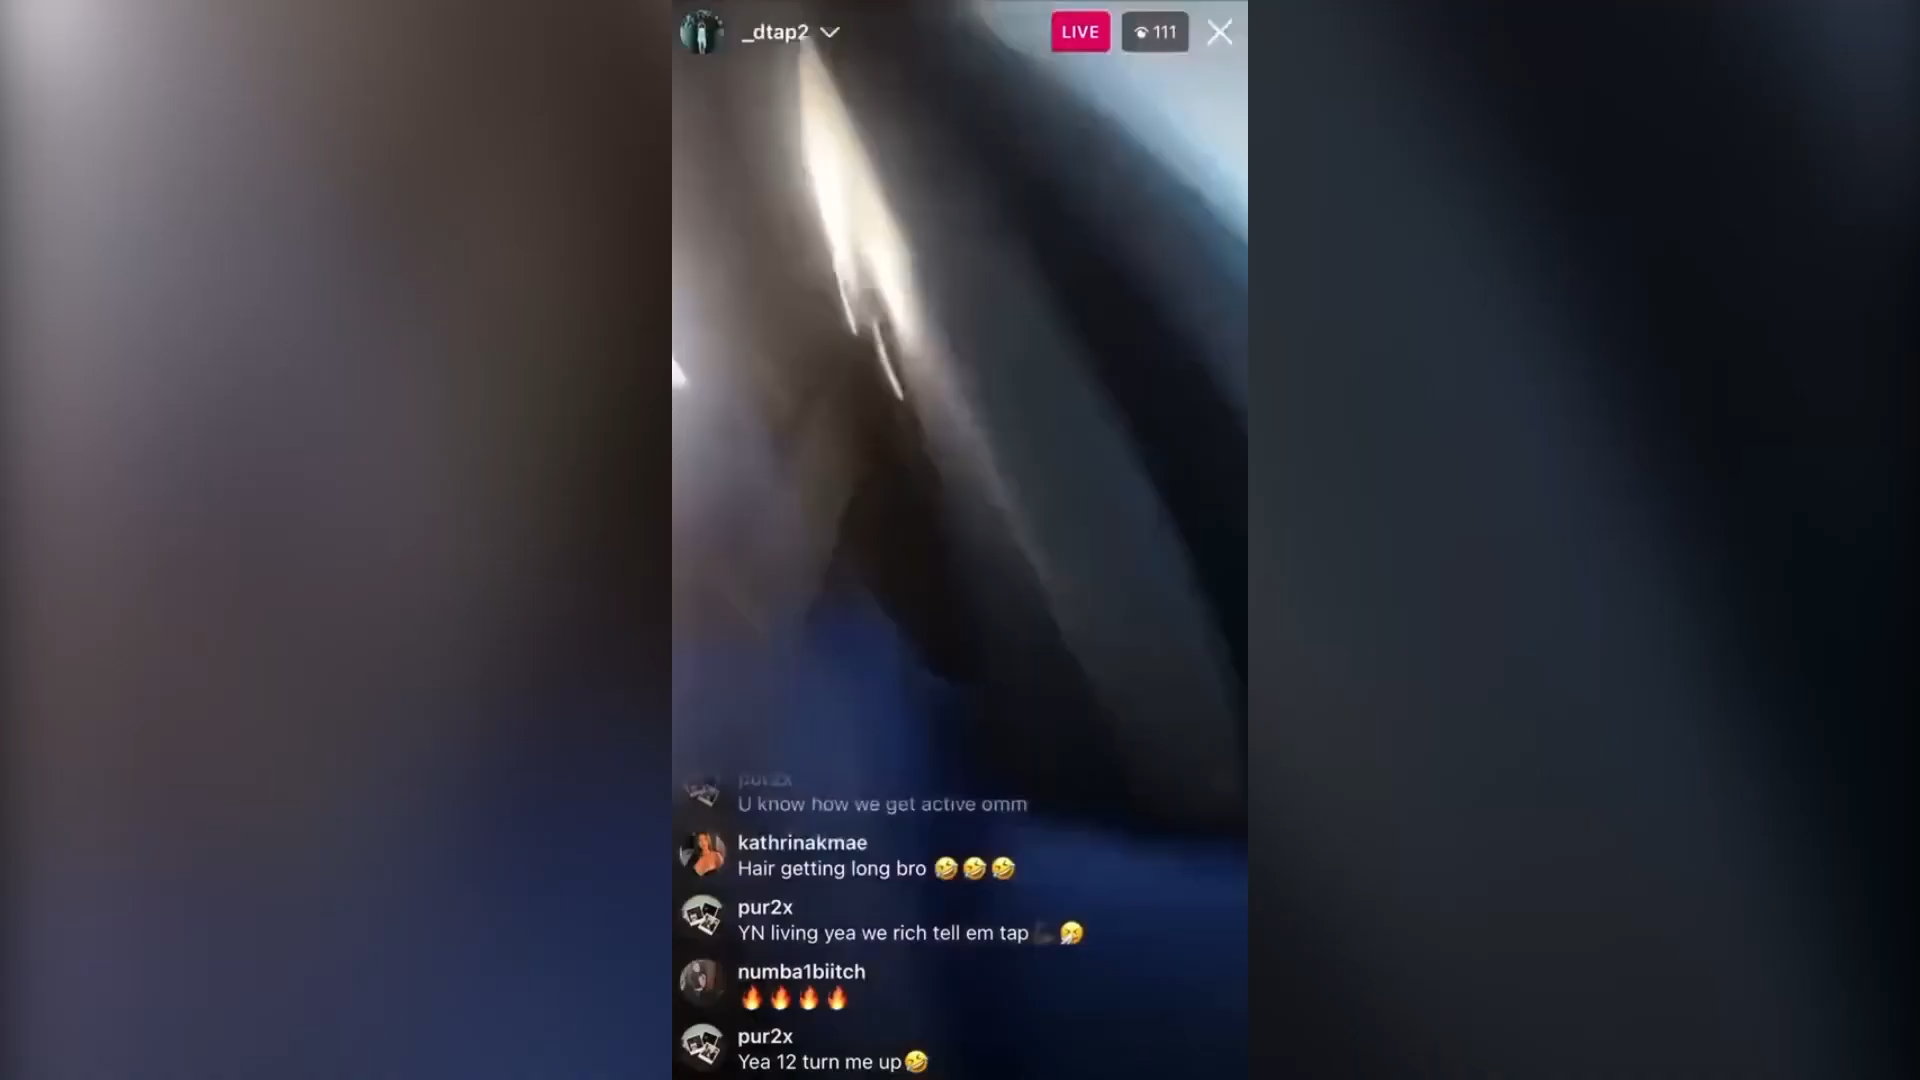 _dtap2
LIVE
111
pur2x
U know how we get active omm
kathrinakmae
Hair getting long bro 🤣🤣🤣
pur2x
YN living yea we rich tell em tap
numba1biitch
🔥🔥🔥🔥
pur2x
Yea 12 turn me up🤣